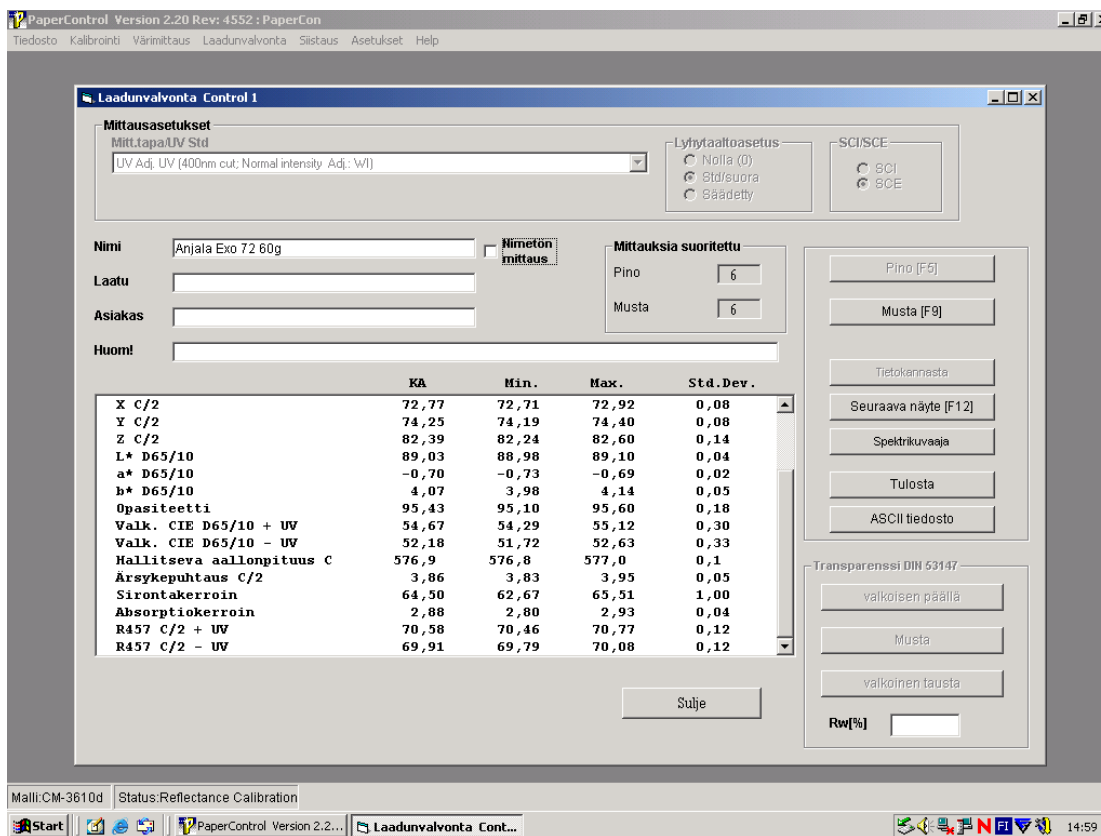 PaperControl Version 2.20 Rev: 4552 : PaperCon
Tiedosto Kalibrointi Värimittaus Laadunvalvonta Siistaus Asetukset Help
Laadunvalvonta Control 1
Mittausasetukset
Mitt.tapa/UV Std
UV Adj. UV (400nm cut; Normal intensity Adj.: WI)
Lyhytaaltoasetus
Nolla (0)
Std/suora
Säädetty
SCI/SCE
SCI
SCE
Nimi Anjala Exo 72 60g
Nimetön mittaus
Laatu
Asiakas
Huom!
Mittauksia suoritettu
Pino 6
Musta 6
Pino [F5]
Musta [F9]
Tietokannasta
Seuraava näyte [F12]
Spektrikuvaaja
Tulosta
ASCII tiedosto
KA Min. Max. Std.Dev.
X C/2 72,77 72,71 72,92 0,08
Y C/2 74,25 74,19 74,40 0,08
Z C/2 82,39 82,24 82,60 0,14
L* D65/10 89,03 88,98 89,10 0,04
a* D65/10 -0,70 -0,73 -0,69 0,02
b* D65/10 4,07 3,98 4,14 0,05
Opasiteetti 95,43 95,10 95,60 0,18
Valk. CIE D65/10 + UV 54,67 54,29 55,12 0,30
Valk. CIE D65/10 - UV 52,18 51,72 52,63 0,33
Hallitseva aallonpituus C 576,9 576,8 577,0 0,1
Ärsykepuhtaus C/2 3,86 3,83 3,95 0,05
Sirontakerroin 64,50 62,67 65,51 1,00
Absorptiokerroin 2,88 2,80 2,93 0,04
R457 C/2 + UV 70,58 70,46 70,77 0,12
R457 C/2 - UV 69,91 69,79 70,08 0,12
Transparenssi DIN 53147
valkoisen päällä
Musta
valkoinen tausta
Rw[%]
Sulje
Malli:CM-3610d Status:Reflectance Calibration
Start PaperControl Version 2.2... Laadunvalvonta Cont... N FI 14:59